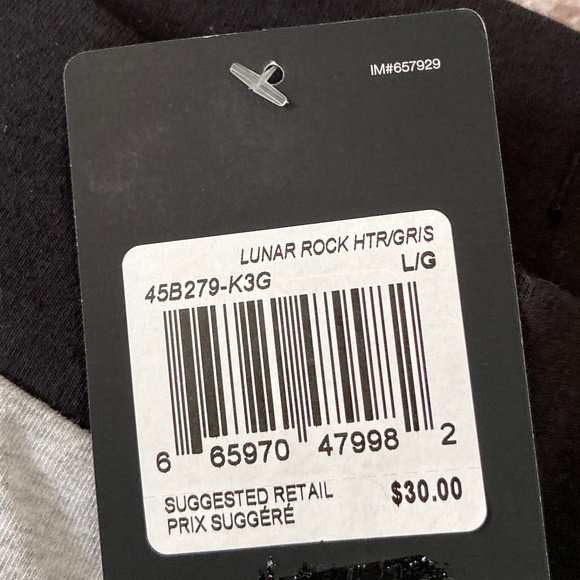 IM#657929
LUNAR ROCK HTR/GRIS
45B279-K3G L/G
6 65970 47998 2
SUGGESTED RETAIL $30.00
PRIX SUGGÉRÉ